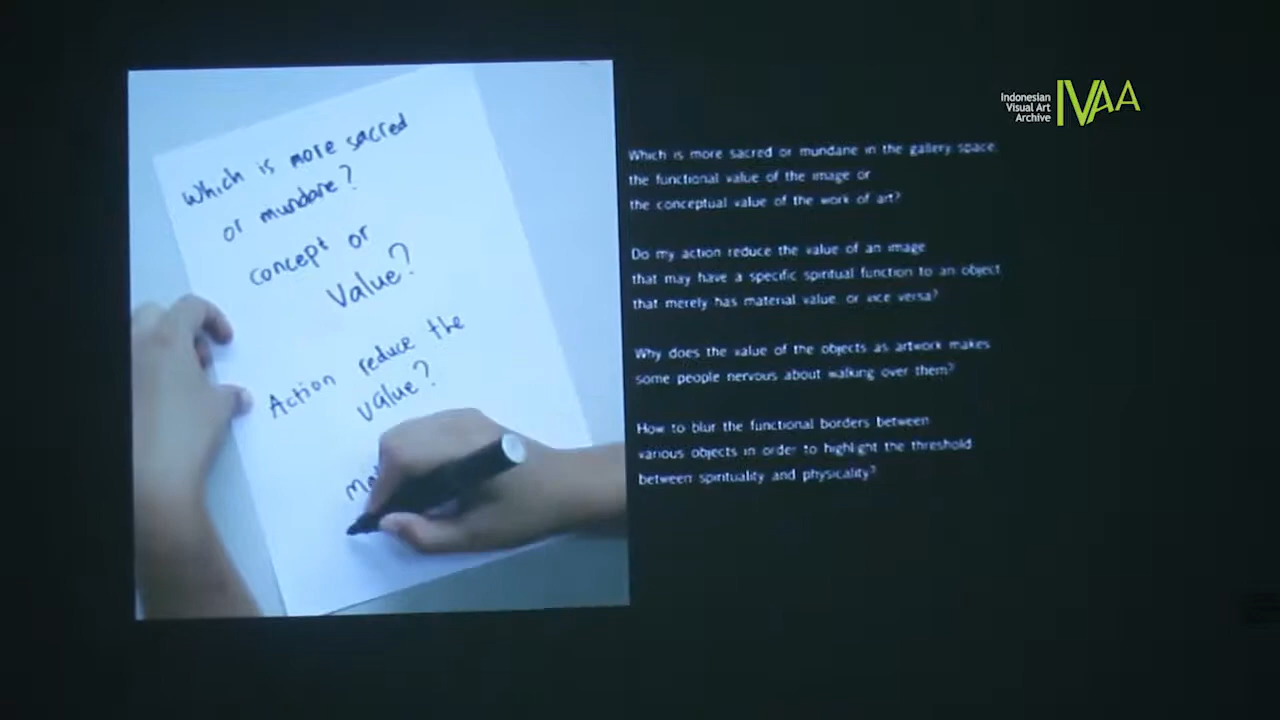 Which is more sacred
or mundane?
concept or
Value?
Action reduce the
value?
Indonesian
Visual Art
Archive
IVAA
Which is more sacred or mundane in the gallery space,
the functional value of the image or
the conceptual value of the work of art?
Do my action reduce the value of an image
that may have a specific spiritual function to an object
that merely has material value, or vice versa?
Why does the value of the objects as artwork makes
some people nervous about walking over them?
How to blur the functional borders between
various objects in order to highlight the threshold
between spirituality and physicality?